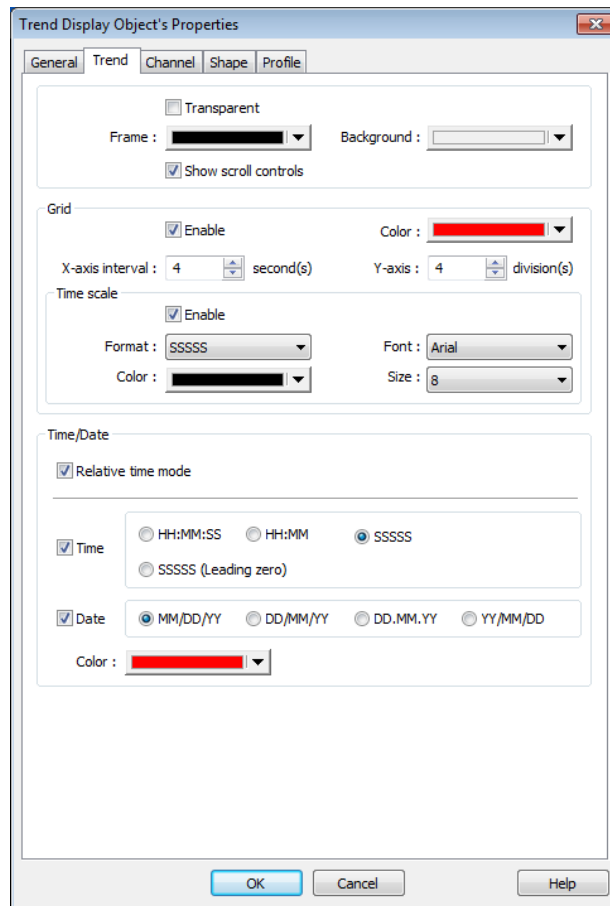 Trend Display Object's Properties
General Trend Channel Shape Profile
Transparent
Frame : Background :
Show scroll controls
Grid
Enable Color :
X-axis interval : 4 second(s) Y-axis : 4 division(s)
Time scale
Enable
Format : SSSSS Font : Arial
Color : Size : 8
Time/Date
Relative time mode
HH:MM:SS HH:MM SSSSS
Time
SSSSS (Leading zero)
Date MM/DD/YY DD/MM/YY DD.MM.YY YY/MM/DD
Color :
OK Cancel Help